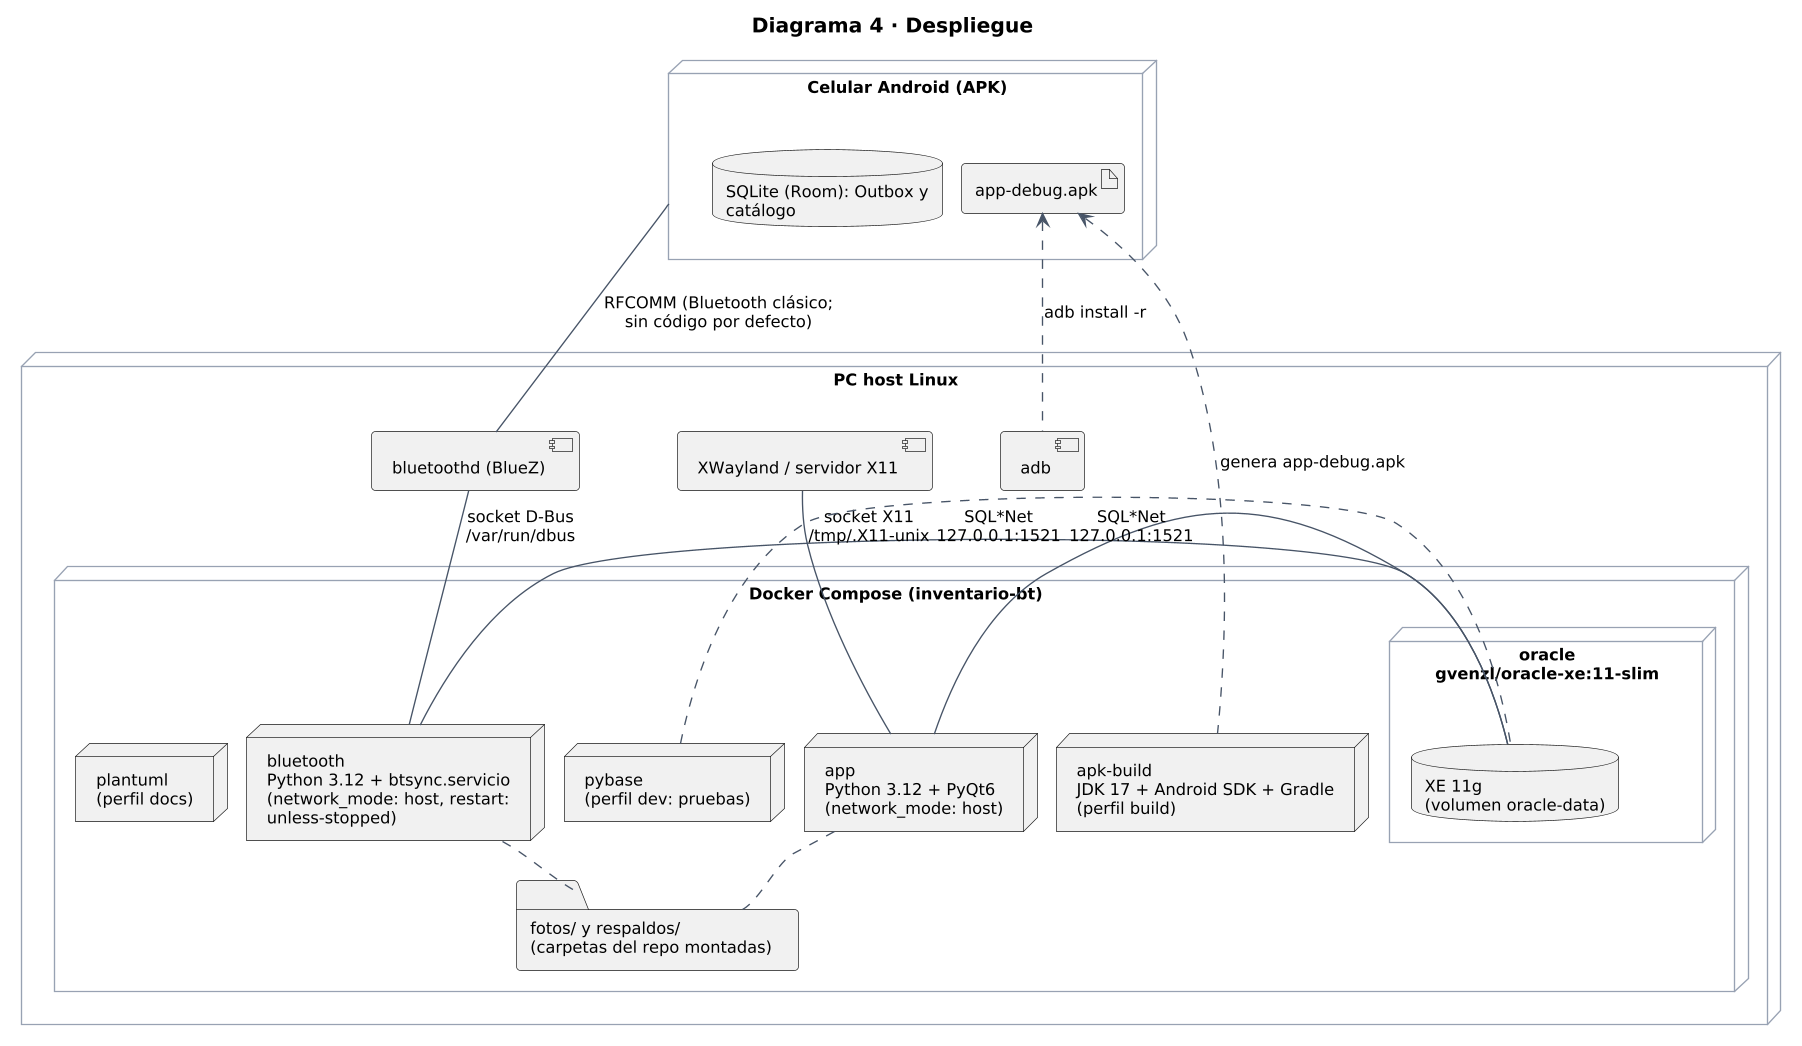 Diagrama 4 · Despliegue
Celular Android (APK)
SQLite (Room): Outbox y
catálogo
app-debug.apk
RFCOMM (Bluetooth clásico;
sin código por defecto)
adb install -r
PC host Linux
bluetoothd (BlueZ)
XWayland / servidor X11
adb
genera app-debug.apk
socket D-Bus
/var/run/dbus
socket X11
/tmp/.X11-unix
SQL*Net
127.0.0.1:1521
SQL*Net
127.0.0.1:1521
Docker Compose (inventario-bt)
oracle
gvenzl/oracle-xe:11-slim
plantuml
(perfil docs)
bluetooth
Python 3.12 + btsync.servicio
(network_mode: host, restart:
unless-stopped)
pybase
(perfil dev: pruebas)
app
Python 3.12 + PyQt6
(network_mode: host)
apk-build
JDK 17 + Android SDK + Gradle
(perfil build)
XE 11g
(volumen oracle-data)
fotos/ y respaldos/
(carpetas del repo montadas)